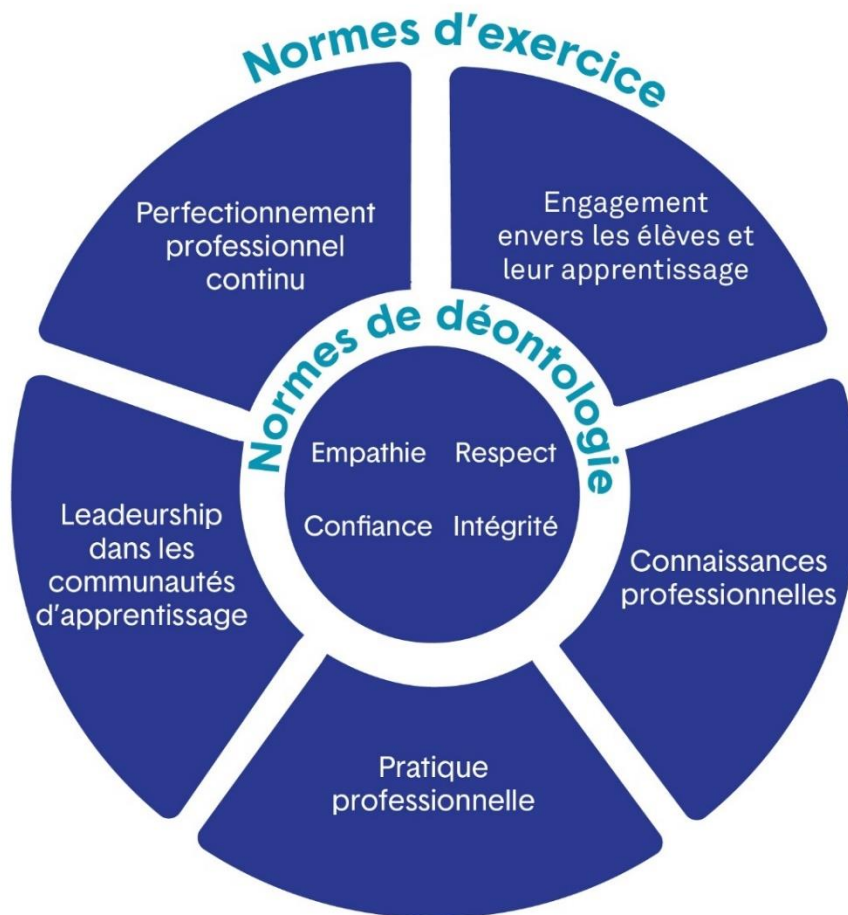 Normes d'exercice
Perfectionnement
professionnel
continu
Engagement
envers les élèves et
leur apprentissage
Normes de déontologie
Empathie Respect
Confiance Intégrité
Leadeurship
dans les
communautés
d'apprentissage
Connaissances
professionnelles
Pratique
professionnelle